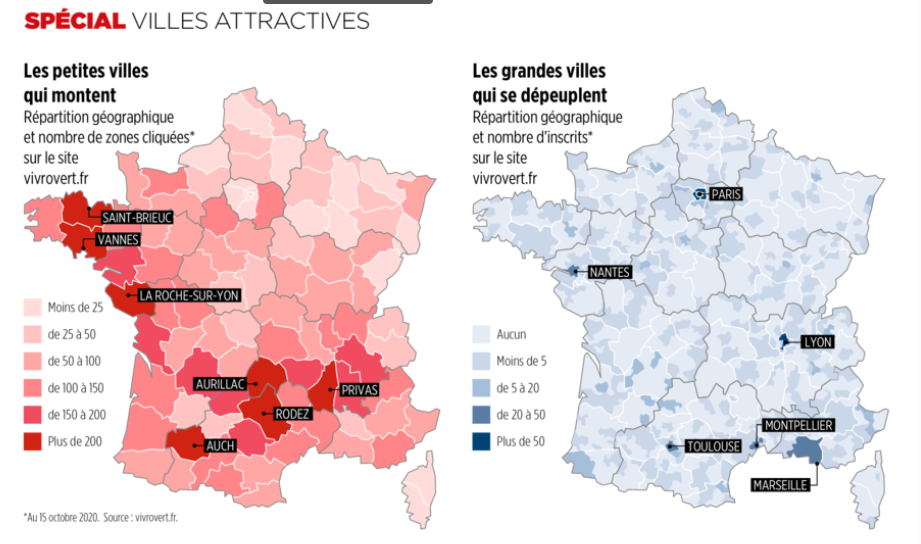 SPÉCIAL VILLES ATTRACTIVES
Les petites villes
qui montent
Répartition géographique
et nombre de zones cliquées*
sur le site
vivrovert.fr
SAINT-BRIEUC
VANNES
LA ROCHE-SUR-YON
AURILLAC
PRIVAS
RODEZ
AUCH
Moins de 25
de 25 à 50
de 50 à 100
de 100 à 150
de 150 à 200
Plus de 200
*Au 15 octobre 2020. Source : vivrovert.fr.
Les grandes villes
qui se dépeuplent
Répartition géographique
et nombre d'inscrits*
sur le site
vivrovert.fr
PARIS
NANTES
LYON
MONTPELLIER
TOULOUSE
MARSEILLE
Aucun
Moins de 5
de 5 à 20
de 20 à 50
Plus de 50